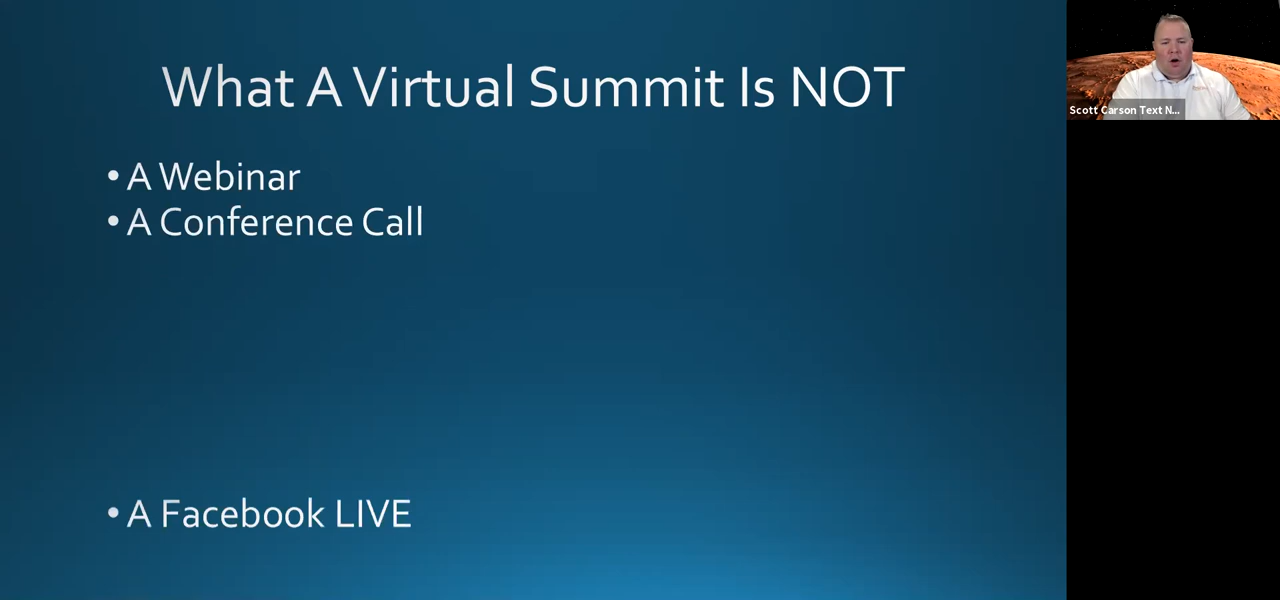 What A Virtual Summit Is NOT
• A Webinar
• A Conference Call
• A Facebook LIVE
Scott Carson Text N...